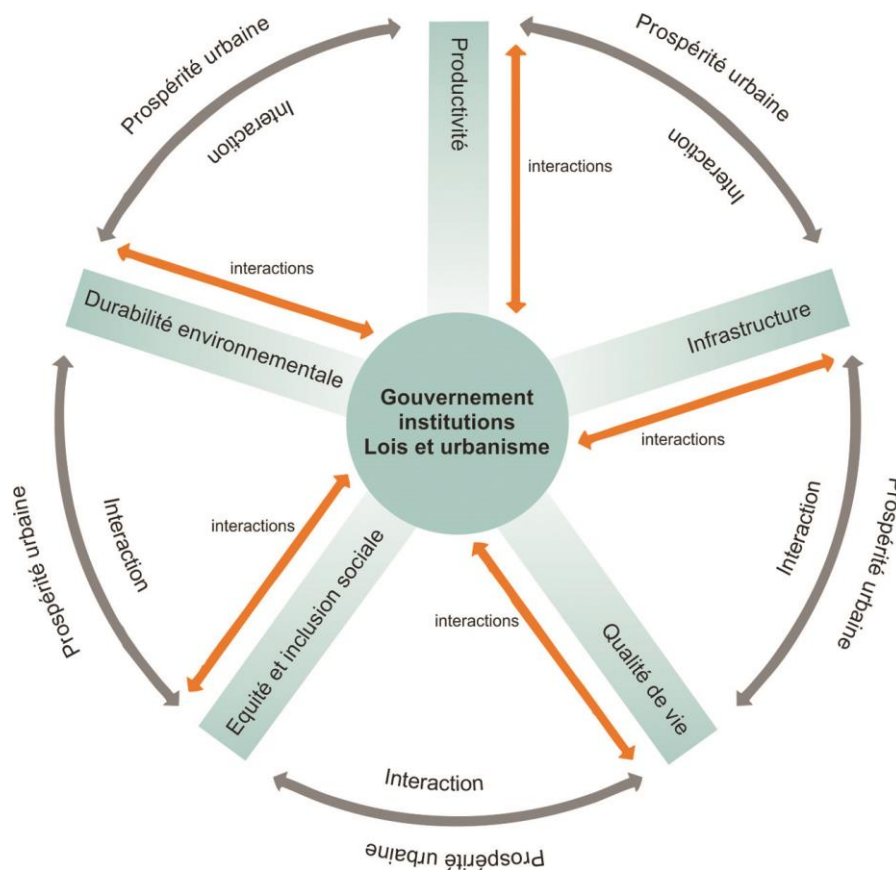 Prospérité urbaine
Interaction
Productivité
Prospérité urbaine
Interaction
interactions
interactions
Durabilité environnementale
Infrastructure
Gouvernement
institutions
Lois et urbanisme
interactions
Prospérité urbaine
Interaction
interactions
Equité et inclusion sociale
interactions
Qualité de vie
Interaction
Prospérité urbaine
Interaction
Prospérité urbaine